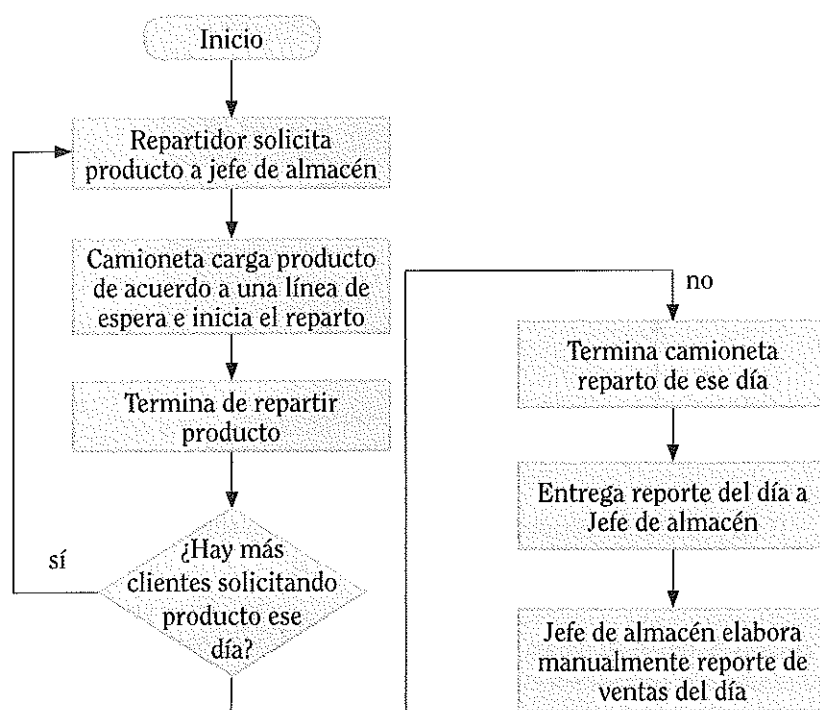 Inicio
Repartidor solicita
producto a jefe de almacén
Camioneta carga producto
de acuerdo a una línea de
espera e inicia el reparto
Termina de repartir
producto
¿Hay más
clientes solicitando
producto ese
día?
sí
no
Termina camioneta
reparto de ese día
Entrega reporte del día a
Jefe de almacén
Jefe de almacén elabora
manualmente reporte de
ventas del día